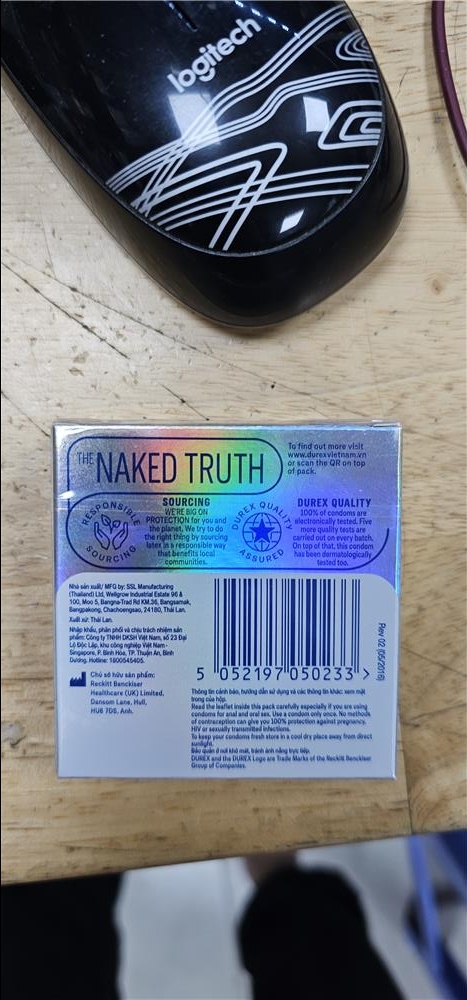 logitech
THE NAKED TRUTH
To find out more visit
www.durexvietnam.vn
or scan the QR on top
of pack.
RESPONSIBLE
SOURCING
SOURCING
WE'RE BIG ON
PROTECTION for you and
the planet. We try to do
the right thing by sourcing
latex in a responsible way
that benefits local
communities.
DUREX QUALITY
ASSURED
DUREX QUALITY
100% of condoms are
electronically tested. Five
more quality tests are
carried out on every batch.
On top of that, this condom
has been dermatologically
tested too.
Nhà sản xuất/ MFG by: SSL Manufacturing
(Thailand) Ltd, Wellgrow Industrial Estate 96 &
100, Moo 5, Bangna-Trad Rd KM.36, Bangsamak,
Bangpakong, Chachoengsao, 24180, Thái Lan.
Xuất xứ: Thái Lan.
Nhập khẩu, phân phối và chịu trách nhiệm sản
phẩm: Công ty TNHH DKSH Việt Nam, số 23 Đại
Lộ Độc Lập, khu công nghiệp Việt Nam -
Singapore, P. Bình Hòa, TP. Thuận An, Bình
Dương. Hotline: 1800545405.
Chủ sở hữu sản phẩm:
Reckitt Benckiser
Healthcare (UK) Limited.
Dansom Lane, Hull,
HU8 7DS. Anh.
5 052197 050233 >
Rev 02 (05/2018)
Thông tin cảnh báo, hướng dẫn sử dụng và các thông tin khác: xem mặt
trong của hộp.
Read the leaflet inside this pack carefully especially if you are using
condoms for anal and oral sex. Use a condom only once. No methods
of contraception can give you 100% protection against pregnancy,
HIV or sexually transmitted infections.
To keep your condoms fresh store in a cool dry place away from direct
sunlight.
Bảo quản ở nơi khô mát, tránh ánh nắng trực tiếp.
DUREX and the DUREX Logo are Trade Marks of the Reckitt Benckiser
Group of Companies.